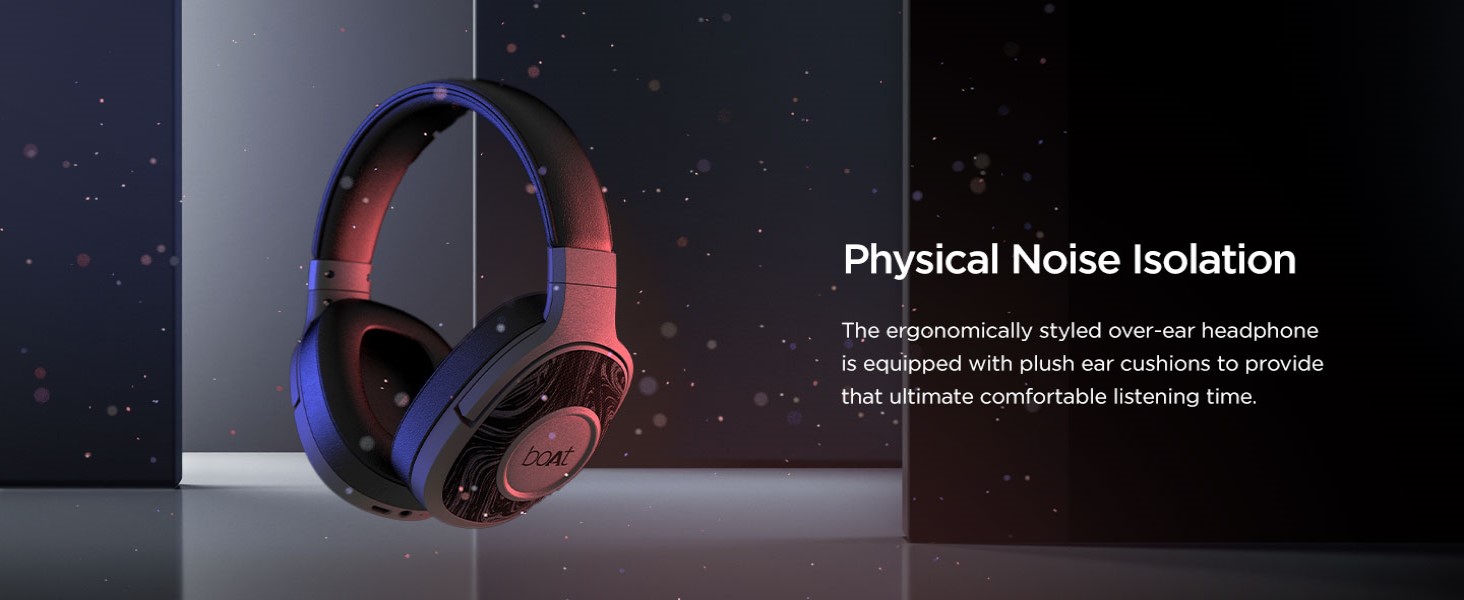 boAt
Physical Noise Isolation
The ergonomically styled over-ear headphone
is equipped with plush ear cushions to provide
that ultimate comfortable listening time.